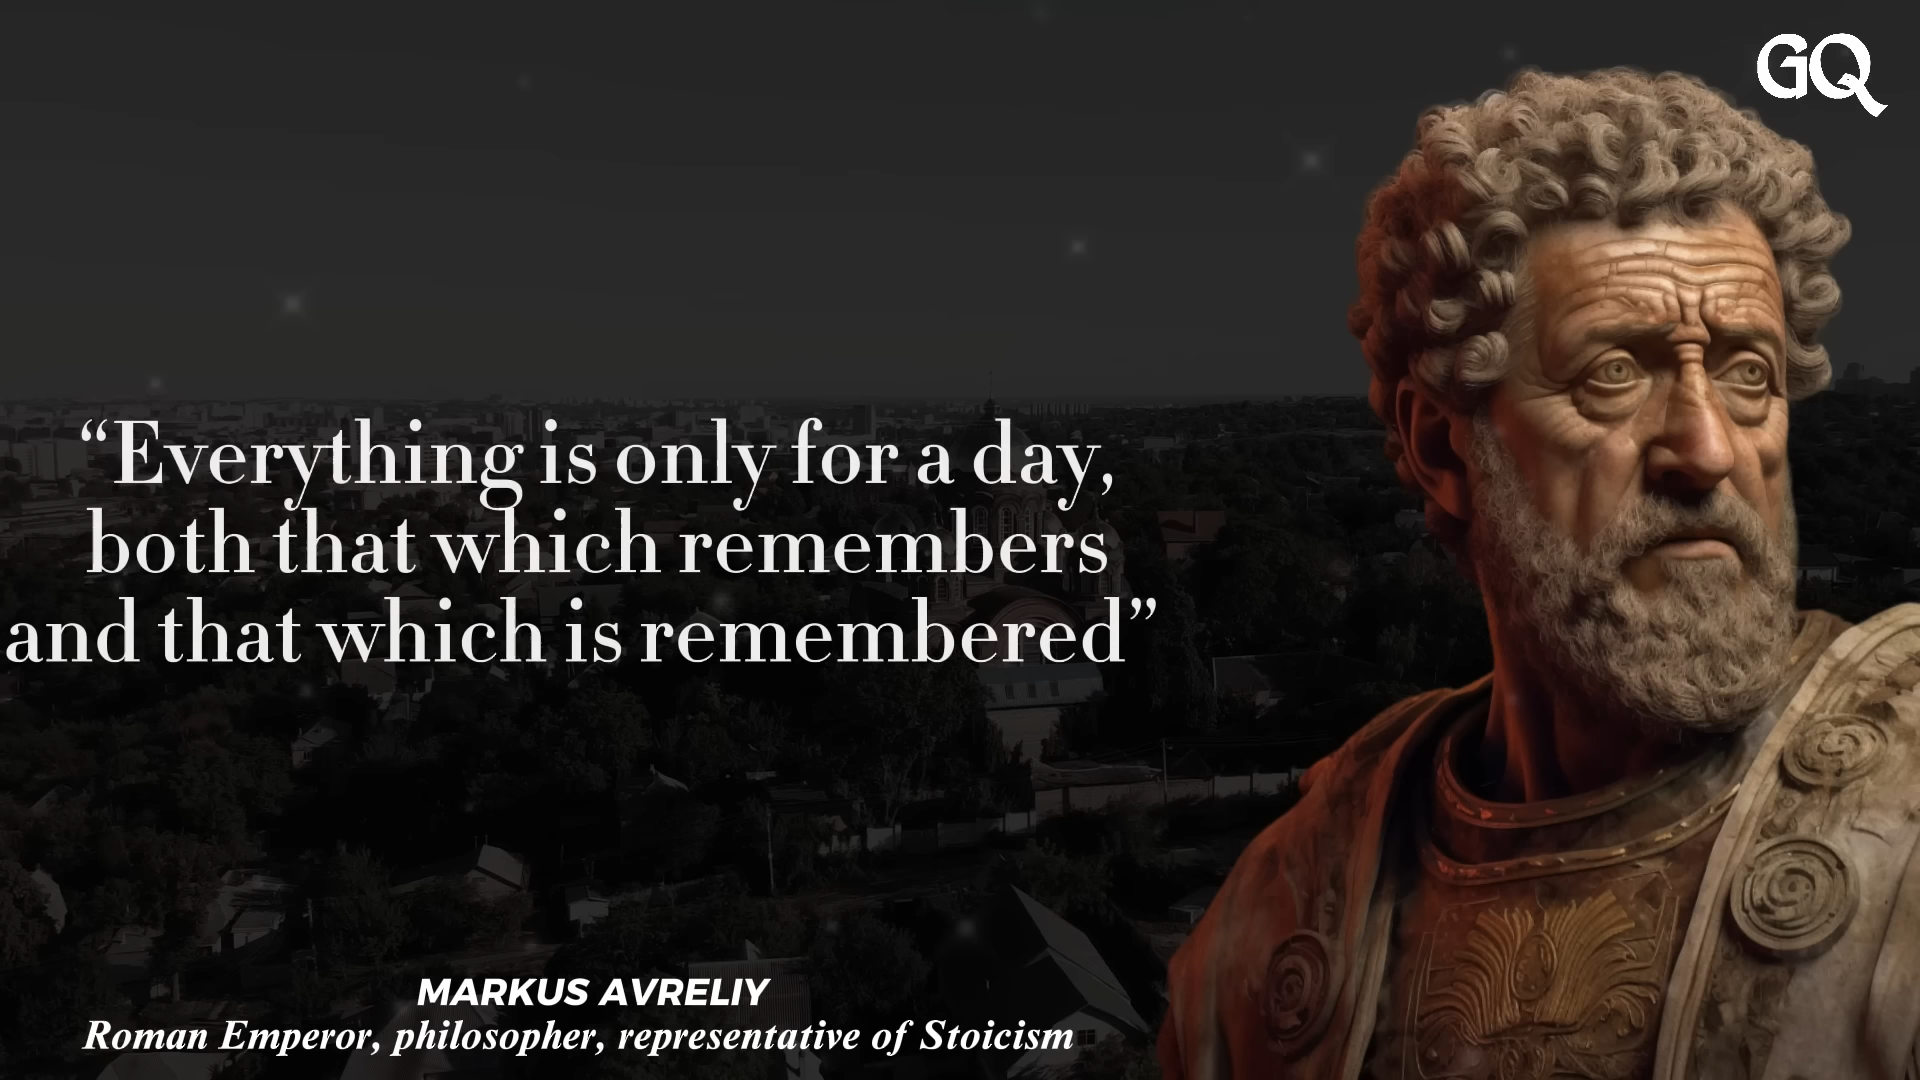 GQ
“Everything is only for a day,
both that which remembers
and that which is remembered”
MARKUS AVRELIY
Roman Emperor, philosopher, representative of Stoicism